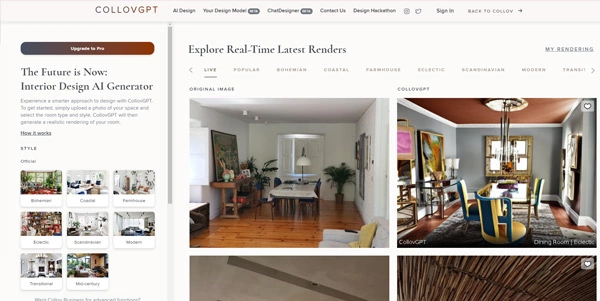 COLLOVGPT
AI Design Your Design Model BETA ChatDesigner BETA Contact Us Design Hackathon Sign In BACK TO COLLOV
Upgrade to Pro
The Future is Now:
Interior Design AI Generator
Experience a smarter approach to design with CollovGPT.
To get started, simply upload a photo of your space and
select the room type and style. CollovGPT will then
generate a realistic rendering of your room.
How it works
STYLE
Official
Bohemian Coastal Farmhouse
Eclectic Scandinavian Modern
Transitional Mid-century
Want Collov Business for advanced functions?
Explore Real-Time Latest Renders
MY RENDERING
LIVE POPULAR BOHEMIAN COASTAL FARMHOUSE ECLECTIC SCANDINAVIAN MODERN TRANSIT
ORIGINAL IMAGE COLLOVGPT
CollovGPT Dining Room | Eclectic